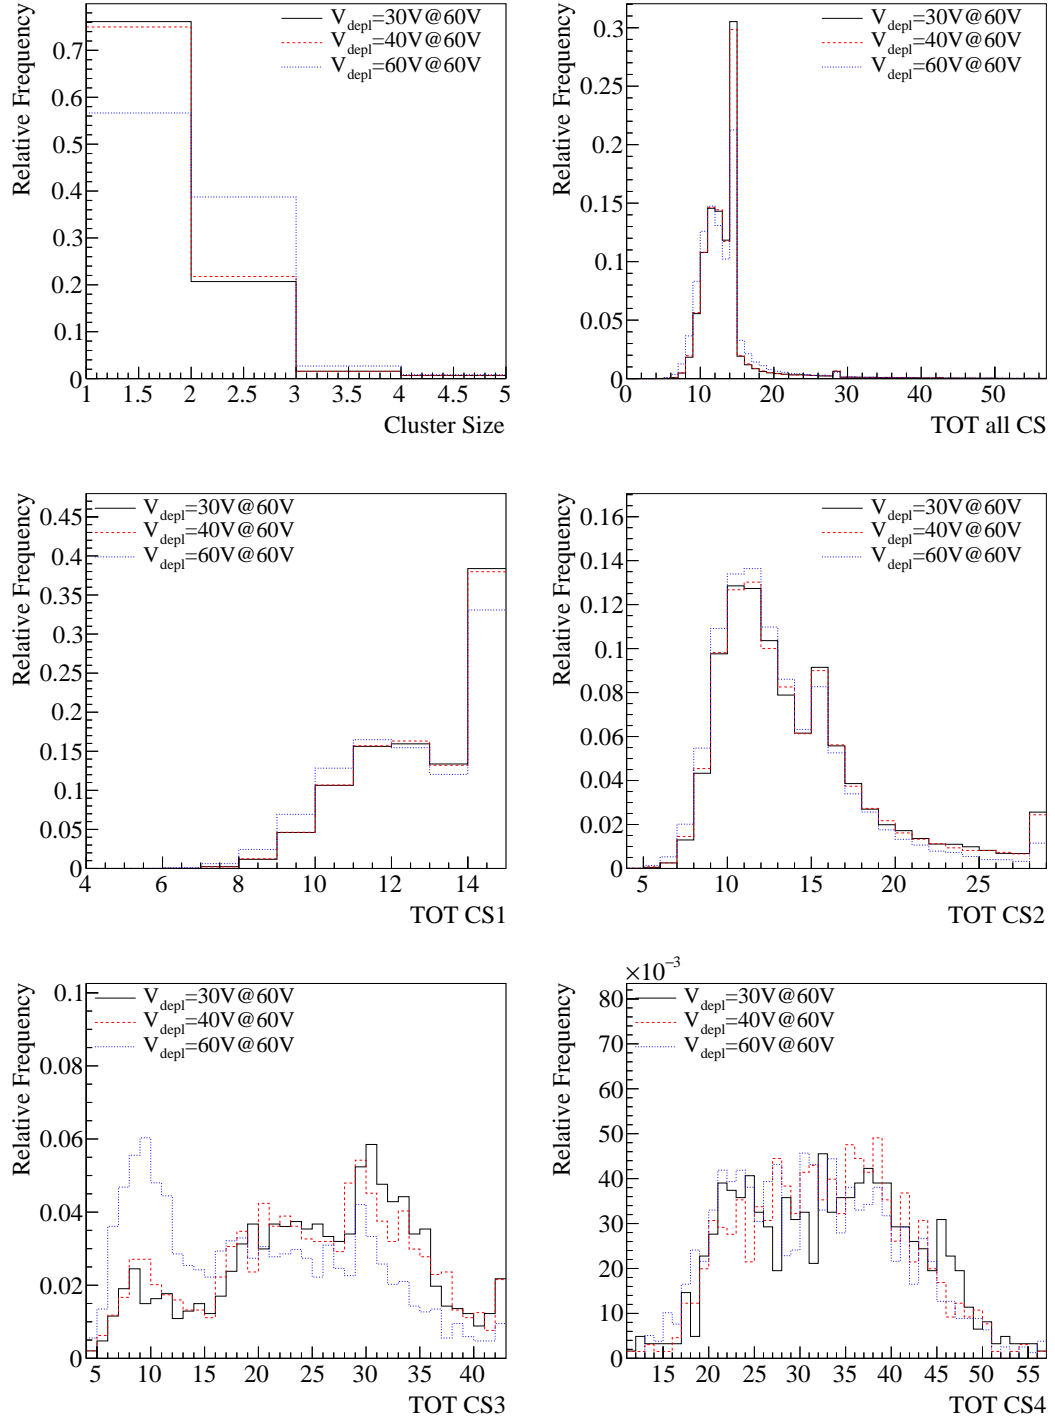 Relative Frequency
V_depl=30V@60V
V_depl=40V@60V
V_depl=60V@60V
0.7
0.6
0.5
0.4
0.3
0.2
0.1
0
1 1.5 2 2.5 3 3.5 4 4.5 5
Cluster Size
Relative Frequency
V_depl=30V@60V
V_depl=40V@60V
V_depl=60V@60V
0.3
0.25
0.2
0.15
0.1
0.05
0
0 10 20 30 40 50
TOT all CS
Relative Frequency
V_depl=30V@60V
V_depl=40V@60V
V_depl=60V@60V
0.45
0.4
0.35
0.3
0.25
0.2
0.15
0.1
0.05
0
4 6 8 10 12 14
TOT CS1
Relative Frequency
V_depl=30V@60V
V_depl=40V@60V
V_depl=60V@60V
0.16
0.14
0.12
0.1
0.08
0.06
0.04
0.02
0
5 10 15 20 25
TOT CS2
Relative Frequency
V_depl=30V@60V
V_depl=40V@60V
V_depl=60V@60V
0.1
0.08
0.06
0.04
0.02
0
5 10 15 20 25 30 35 40
TOT CS3
×10⁻³
Relative Frequency
V_depl=30V@60V
V_depl=40V@60V
V_depl=60V@60V
80
70
60
50
40
30
20
10
0
15 20 25 30 35 40 45 50 55
TOT CS4